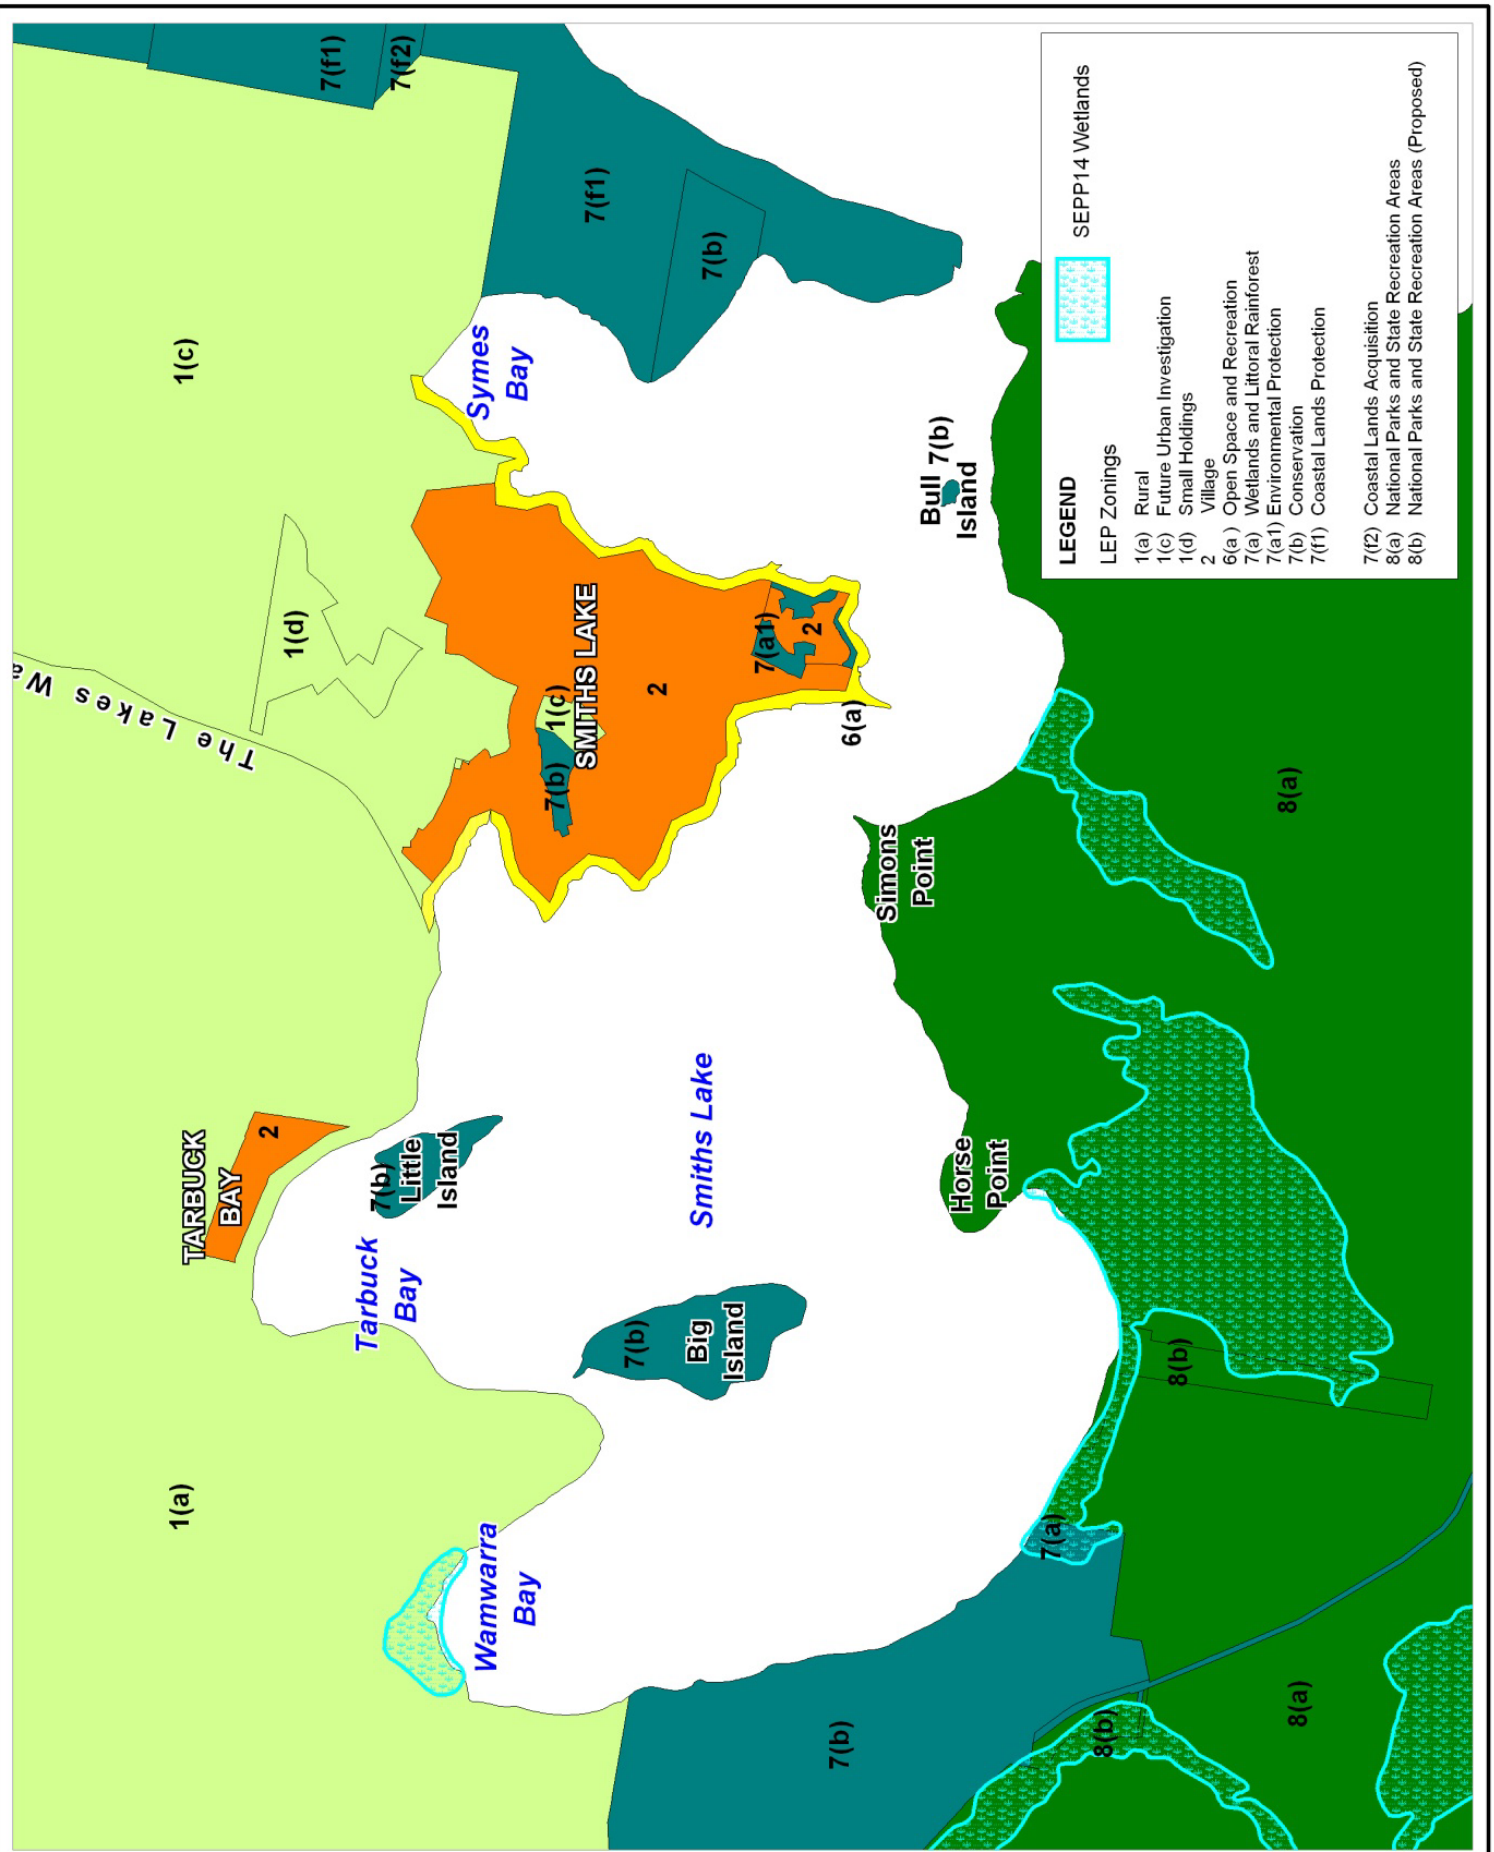 The Lakes Wa
1(a)
1(c)
1(d)
TARBUCK
BAY
2
7(f1)
7(f2)
7(f1)
7(b)
Symes
Bay
Tarbuck
Bay
7(b)
Little
Island
Wamwarra
Bay
1(c)
7(b)
SMITHS LAKE
2
7(a1)
2
6(a)
7(b)
Big
Island
Smiths Lake
Bull 7(b)
Island
Simons
Point
Horse
Point
7(b)
7(a)
8(b)
8(b)
8(a)
8(a)
LEGEND
SEPP14 Wetlands
LEP Zonings
1(a) Rural
1(c) Future Urban Investigation
1(d) Small Holdings
2 Village
6(a ) Open Space and Recreation
7(a) Wetlands and Littoral Rainforest
7(a1) Environmental Protection
7(b) Conservation
7(f1) Coastal Lands Protection
7(f2) Coastal Lands Acquisition
8(a) National Parks and State Recreation Areas
8(b) National Parks and State Recreation Areas (Proposed)